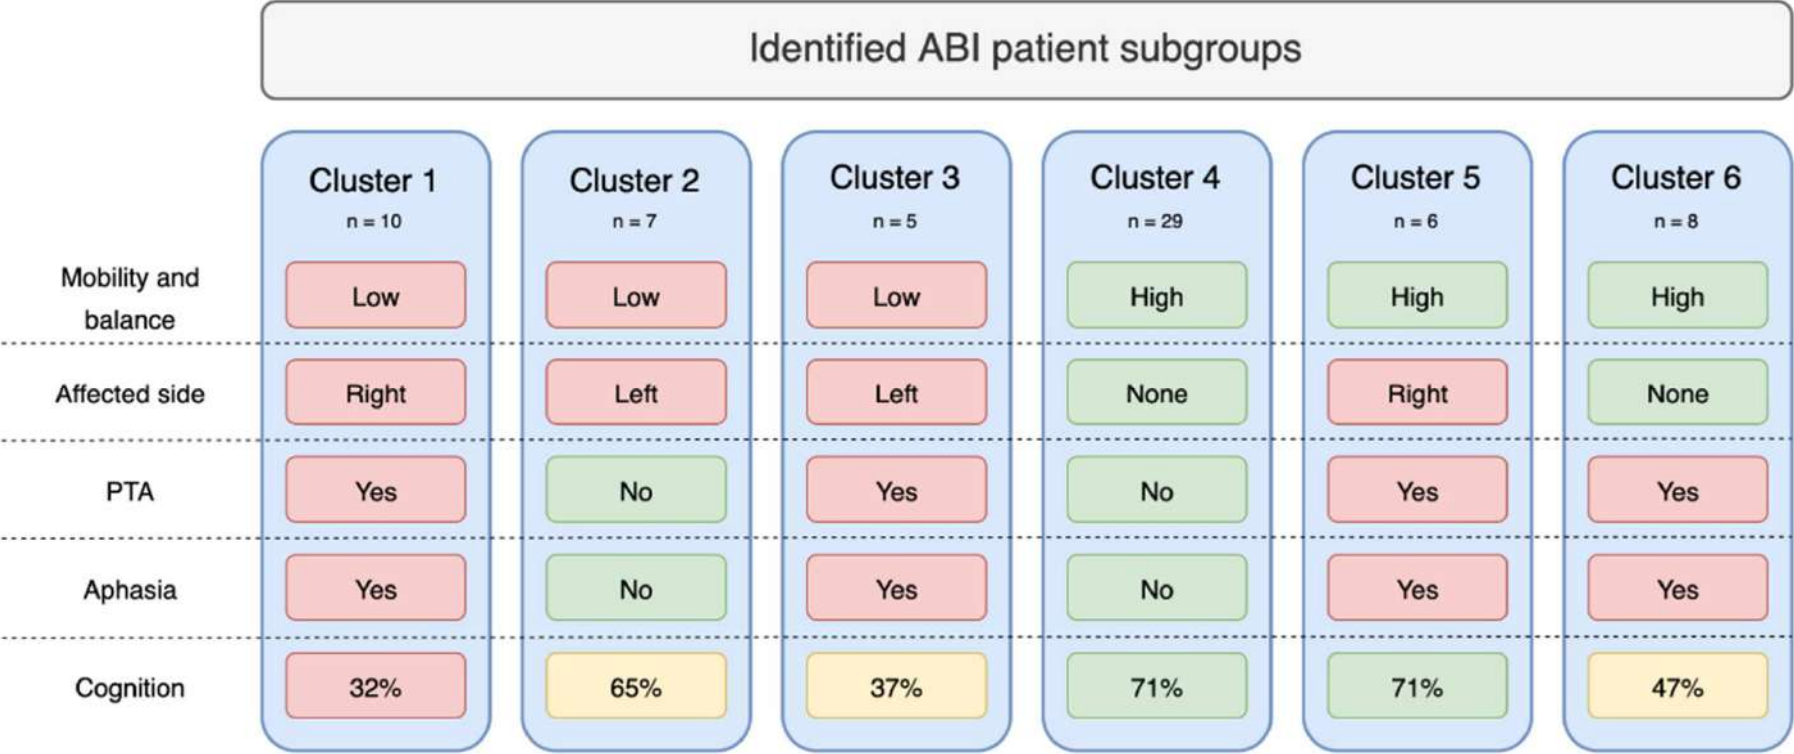 Identified ABI patient subgroups
Cluster 1 Cluster 2 Cluster 3 Cluster 4 Cluster 5 Cluster 6
n = 10 n = 7 n = 5 n = 29 n = 6 n = 8
Mobility and
balance
Low Low Low High High High
Affected side Right Left Left None Right None
PTA Yes No Yes No Yes Yes
Aphasia Yes No Yes No Yes Yes
Cognition 32% 65% 37% 71% 71% 47%